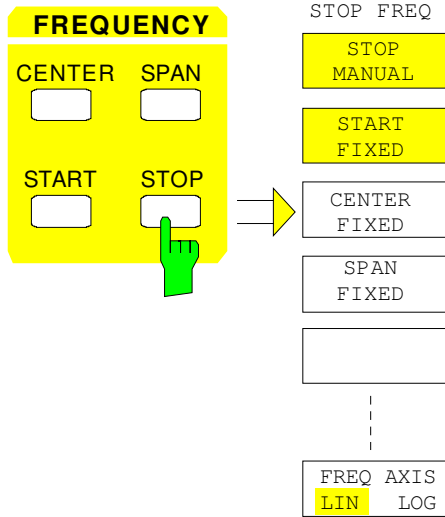 FREQUENCY
CENTER SPAN
START STOP
STOP FREQ
STOP
MANUAL
START
FIXED
CENTER
FIXED
SPAN
FIXED
FREQ AXIS
LIN LOG